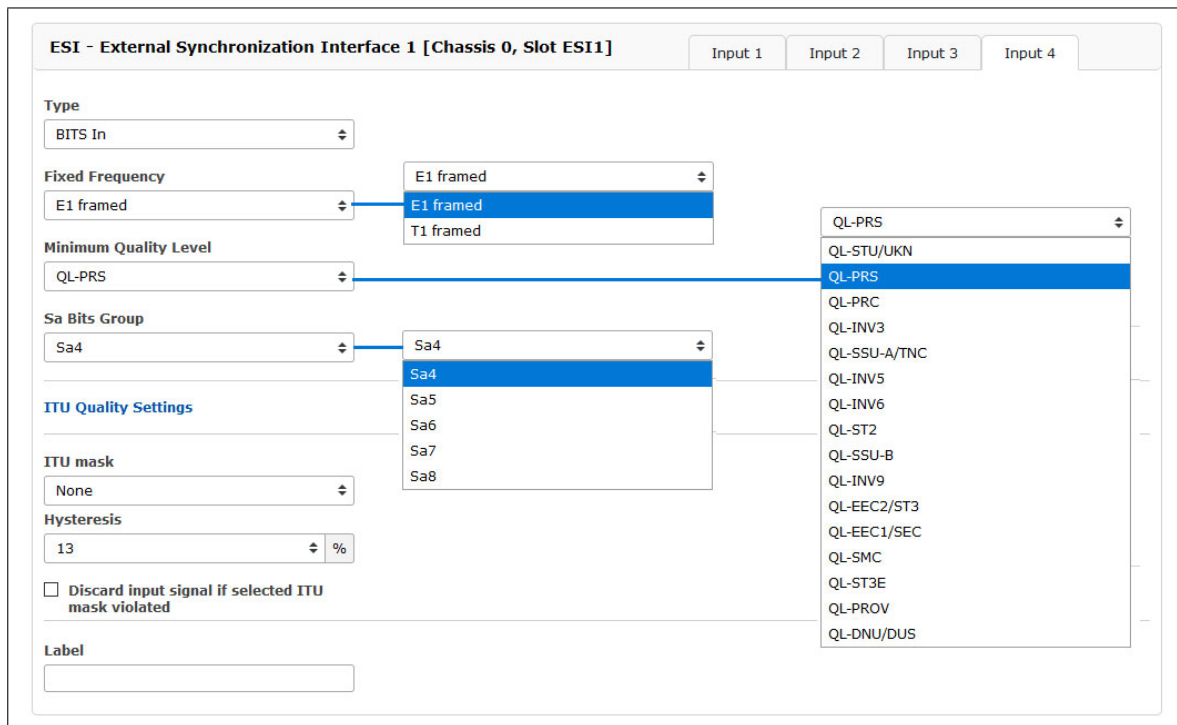 ESI - External Synchronization Interface 1 [Chassis 0, Slot ESI1]
Input 1
Input 2
Input 3
Input 4
Type
BITS In
Fixed Frequency
E1 framed
E1 framed
E1 framed
T1 framed
Minimum Quality Level
QL-PRS
QL-PRS
QL-STU/UKN
QL-PRS
QL-PRC
QL-INV3
QL-SSU-A/TNC
QL-INV5
QL-INV6
QL-ST2
QL-SSU-B
QL-INV9
QL-EEC2/ST3
QL-EEC1/SEC
QL-SMC
QL-ST3E
QL-PROV
QL-DNU/DUS
Sa Bits Group
Sa4
Sa4
Sa4
Sa5
Sa6
Sa7
Sa8
ITU Quality Settings
ITU mask
None
Hysteresis
13 %
Discard input signal if selected ITU
mask violated
Label